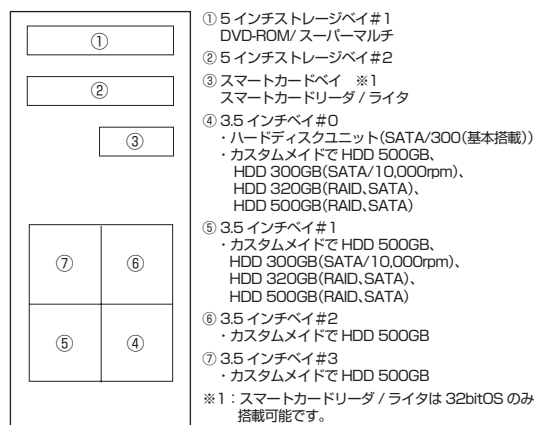 ①
②
③
⑦ ⑥
⑤ ④
① 5 インチストレージベイ#1
DVD-ROM/ スーパーマルチ
② 5 インチストレージベイ#2
③ スマートカードベイ ※1
スマートカードリーダ / ライタ
④ 3.5 インチベイ#0
・ハードディスクユニット(SATA/300(基本搭載))
・カスタムメイドで HDD 500GB、
HDD 300GB(SATA/10,000rpm)、
HDD 320GB(RAID、SATA)、
HDD 500GB(RAID、SATA)
⑤ 3.5 インチベイ#1
・カスタムメイドで HDD 500GB、
HDD 300GB(SATA/10,000rpm)、
HDD 320GB(RAID、SATA)、
HDD 500GB(RAID、SATA)
⑥ 3.5 インチベイ#2
・カスタムメイドで HDD 500GB
⑦ 3.5 インチベイ#3
・カスタムメイドで HDD 500GB
※1：スマートカードリーダ / ライタは 32bitOS のみ
搭載可能です。